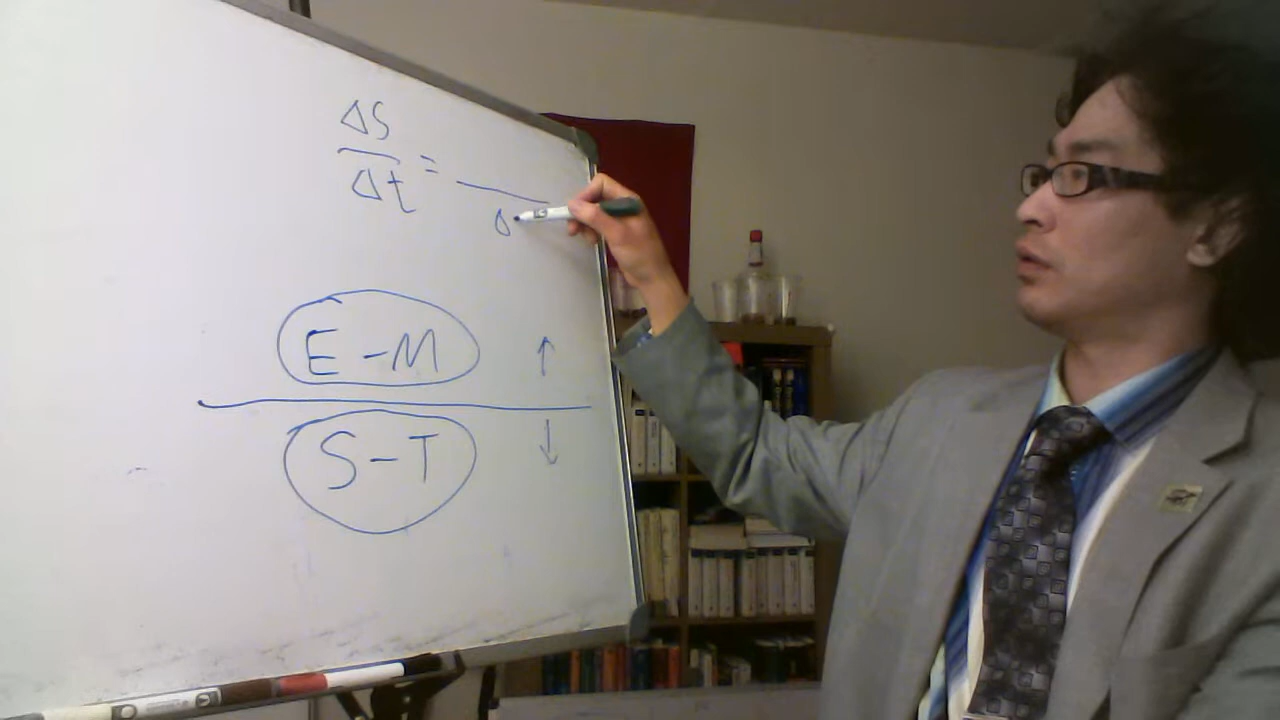 ΔS
Δt = Δ
E-M ↑
S-T ↓